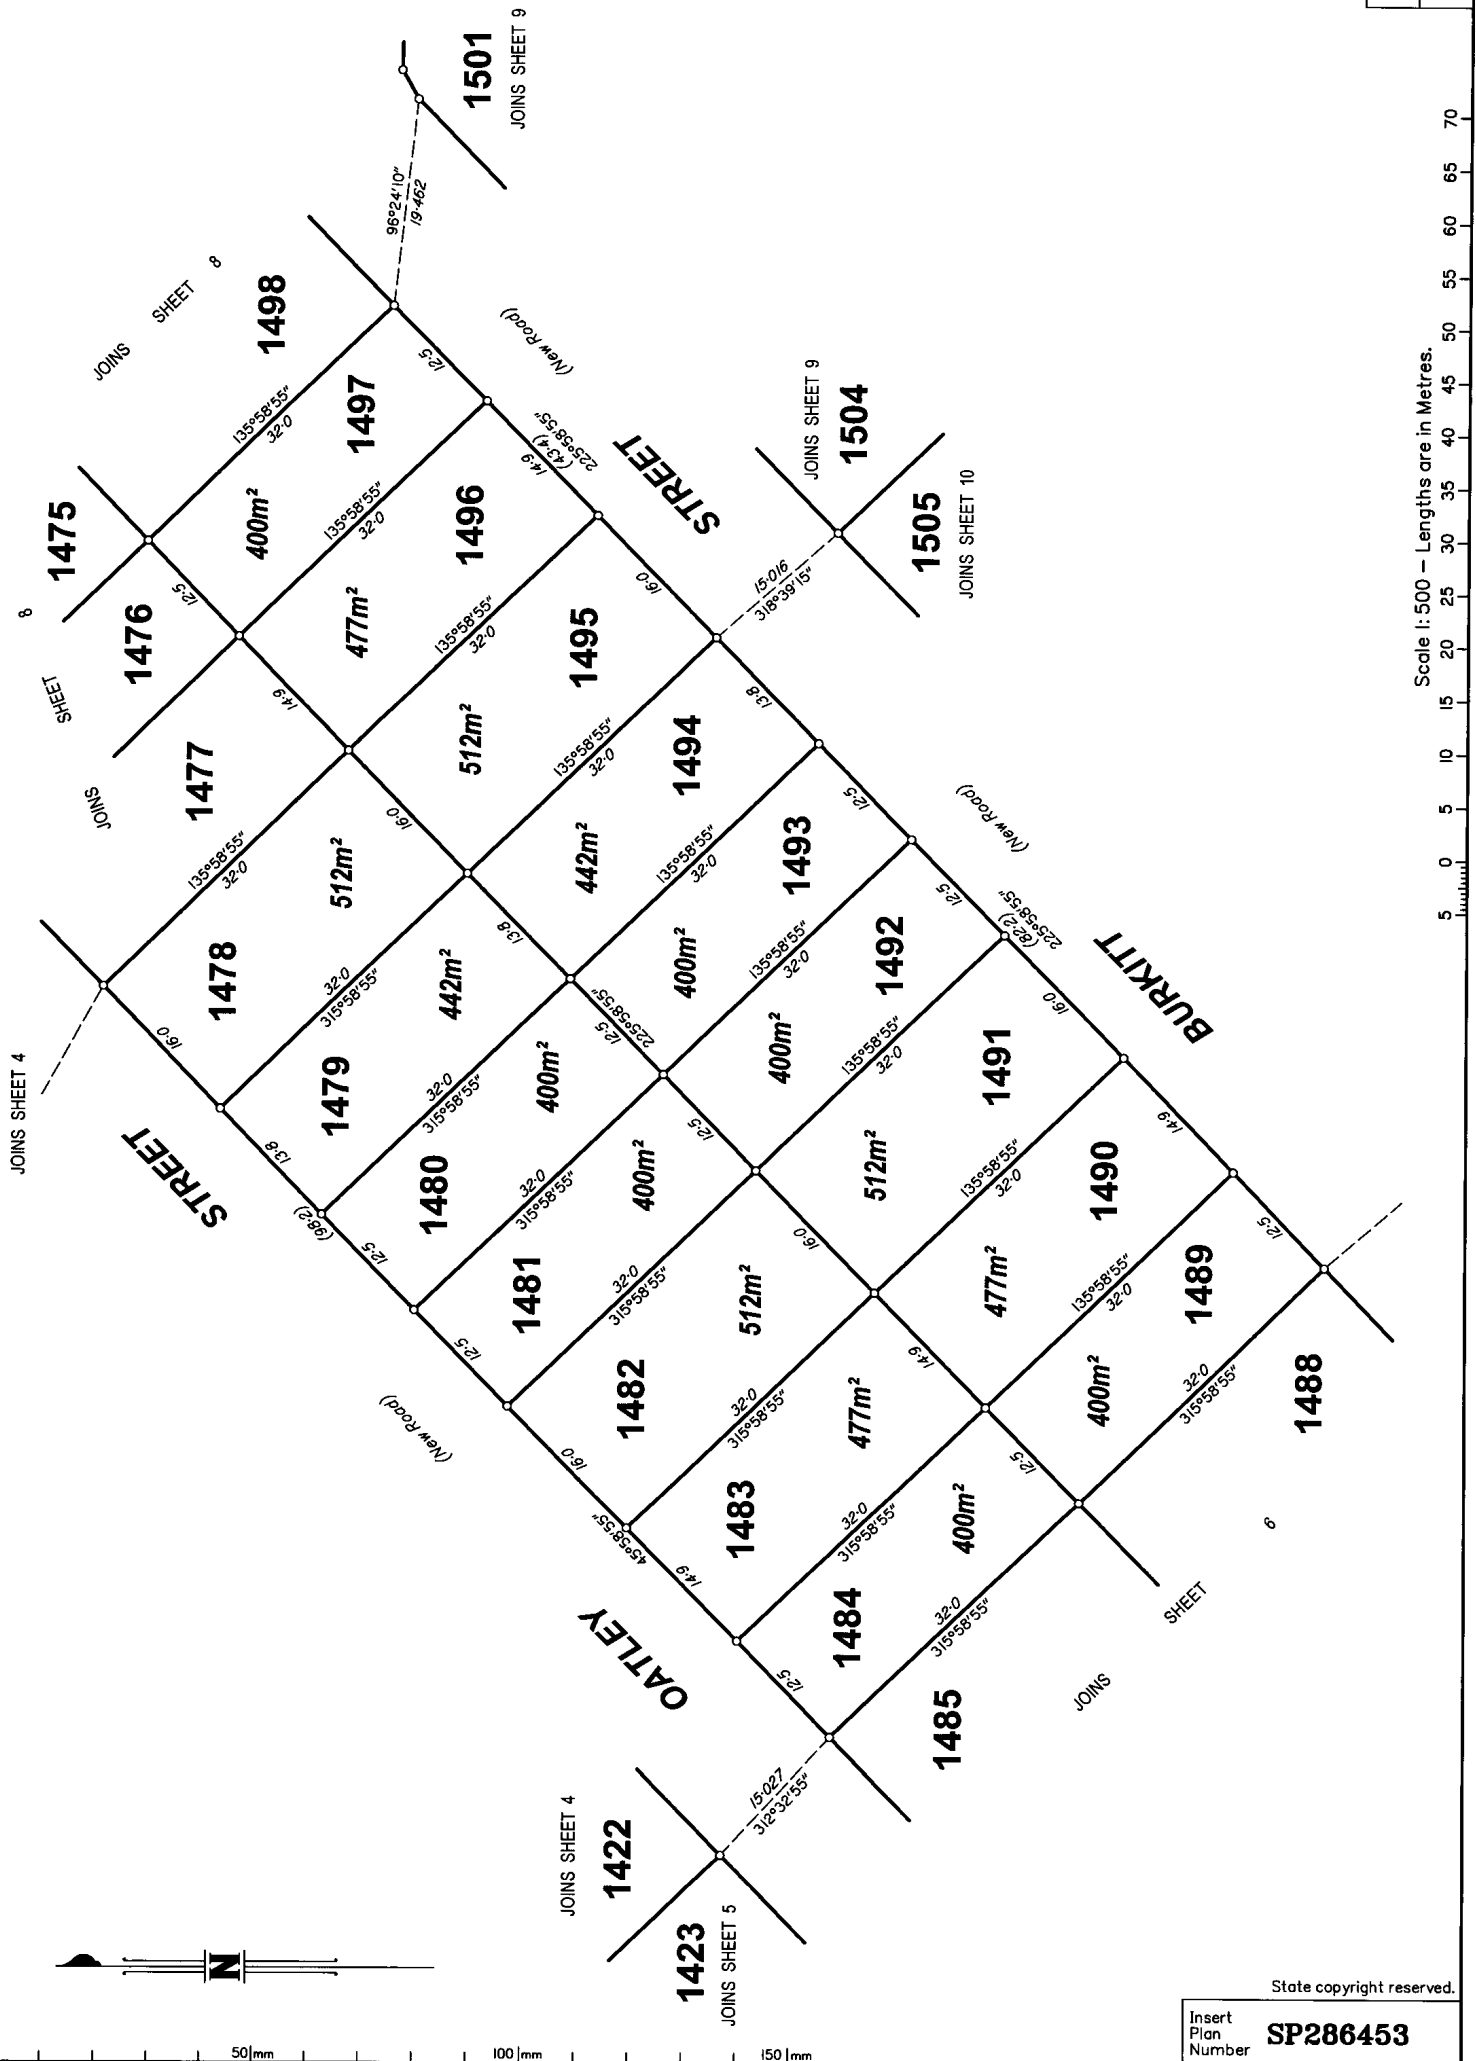 1501
JOINS SHEET 9
96°24'10"
19·462
JOINS SHEET 8
1498
135°58'55"
32·0
12·5
(New Road)
1497
400m²
1475
8
1476
12·5
135°58'55"
32·0
14·9
(43·4)
225°58'55"
STREET
1496
477m²
SHEET
JOINS
1477
14·9
135°58'55"
32·0
16·0
1495
512m²
JOINS SHEET 9
1504
1505
JOINS SHEET 10
15·016
318°39'15"
135°58'55"
32·0
512m²
1478
16·0
135°58'55"
32·0
1494
442m²
13·8
JOINS SHEET 4
16·0
32·0
315°58'55"
442m²
1479
13·8
135°58'55"
32·0
1493
400m²
12·5
(New Road)
STREET
13·8
(98·2)
32·0
315°58'55"
400m²
1480
12·5
225°58'55"
135°58'55"
32·0
1492
400m²
12·5
(82·2)
225°58'55"
BURKITT
12·5
32·0
315°58'55"
400m²
1481
12·5
135°58'55"
32·0
1491
512m²
16·0
12·5
(New Road)
32·0
315°58'55"
512m²
1482
16·0
135°58'55"
32·0
1490
477m²
14·9
16·0
45°58'55"
32·0
315°58'55"
477m²
1483
14·9
135°58'55"
32·0
1489
400m²
12·5
14·9
OATLEY
32·0
315°58'55"
400m²
1484
12·5
32·0
315°58'55"
1488
12·5
32·0
315°58'55"
1485
JOINS
SHEET
6
15·027
312°32'55"
JOINS SHEET 4
1422
1423
JOINS SHEET 5
N
Scale 1:500 – Lengths are in Metres.
5 0 5 10 15 20 25 30 35 40 45 50 55 60 65 70
State copyright reserved.
Insert
Plan
Number
SP286453
50 mm
100 mm
150 mm